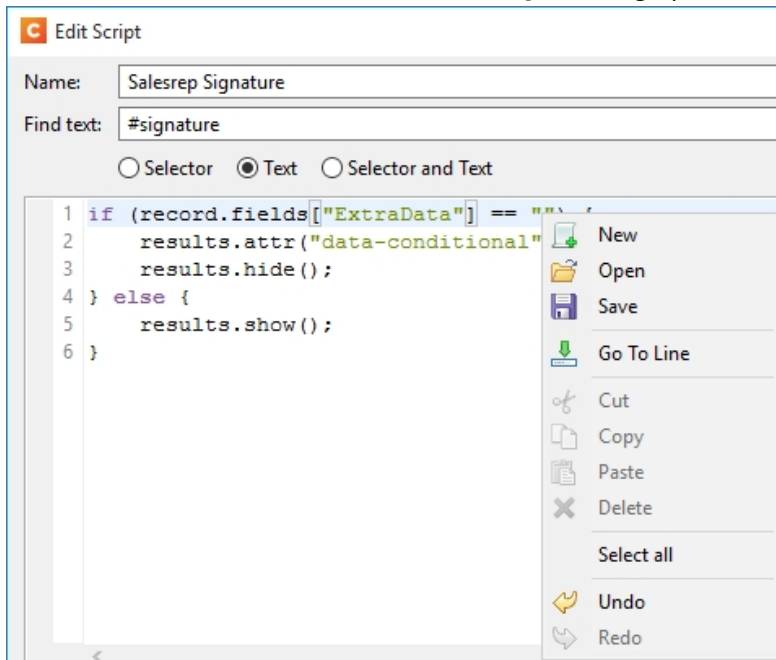 C Edit Script
Name: Salesrep Signature
Find text: #signature
Selector Text Selector and Text
1 if (record.fields["ExtraData"] == "") {
2 results.attr("data-conditional"
3 results.hide();
4 } else {
5 results.show();
6 }
New
Open
Save
Go To Line
Cut
Copy
Paste
Delete
Select all
Undo
Redo